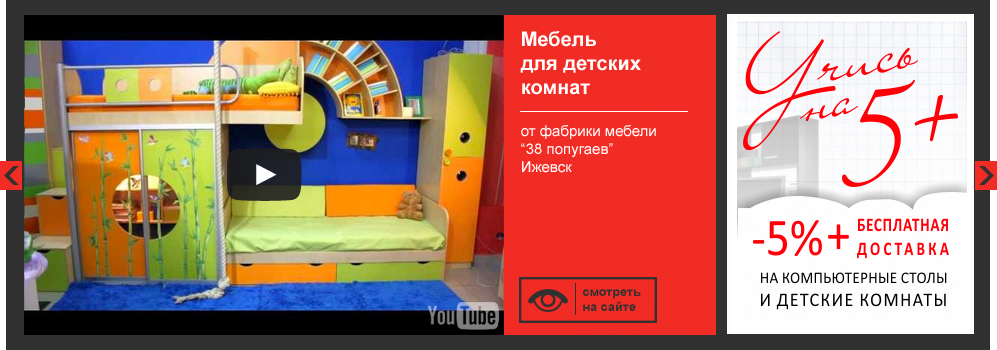 Мебель
для детских
комнат
от фабрики мебели
“38 попугаев”
Ижевск
смотреть
на сайте
YouTube
Учись
на 5+
-5%+ БЕСПЛАТНАЯ
ДОСТАВКА
НА КОМПЬЮТЕРНЫЕ СТОЛЫ
И ДЕТСКИЕ КОМНАТЫ